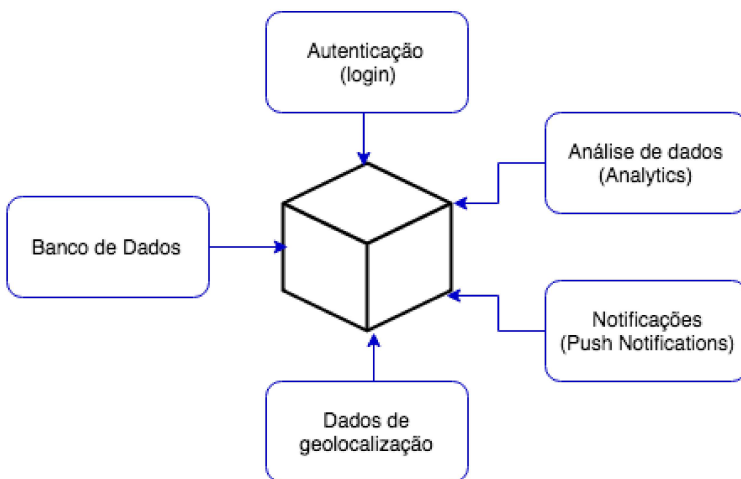 Autenticação
(login)
Análise de dados
(Analytics)
Banco de Dados
Notificações
(Push Notifications)
Dados de
geolocalização